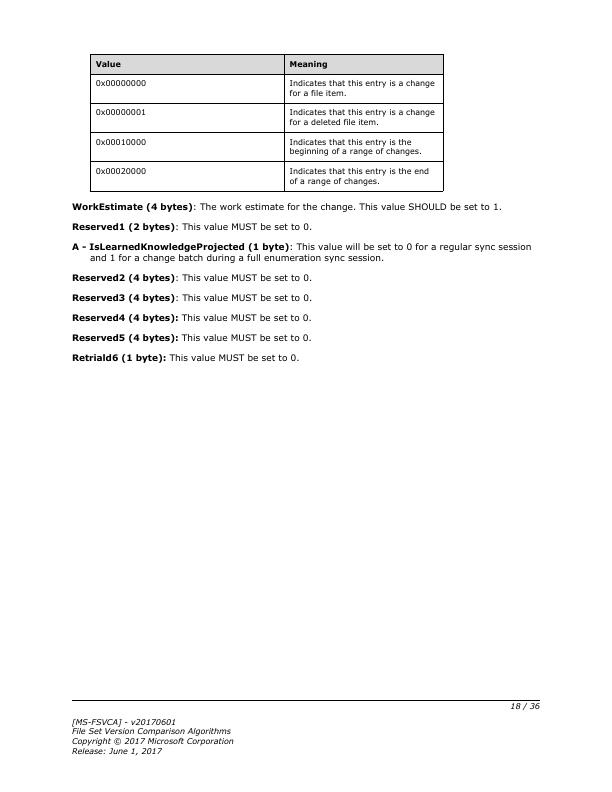 Value Meaning
0x00000000 Indicates that this entry is a change
for a file item.
0x00000001 Indicates that this entry is a change
for a deleted file item.
0x00010000 Indicates that this entry is the
beginning of a range of changes.
0x00020000 Indicates that this entry is the end
of a range of changes.
WorkEstimate (4 bytes): The work estimate for the change. This value SHOULD be set to 1.
Reserved1 (2 bytes): This value MUST be set to 0.
A - IsLearnedKnowledgeProjected (1 byte): This value will be set to 0 for a regular sync session
and 1 for a change batch during a full enumeration sync session.
Reserved2 (4 bytes): This value MUST be set to 0.
Reserved3 (4 bytes): This value MUST be set to 0.
Reserved4 (4 bytes): This value MUST be set to 0.
Reserved5 (4 bytes): This value MUST be set to 0.
Retriald6 (1 byte): This value MUST be set to 0.
18 / 36
[MS-FSVCA] - v20170601
File Set Version Comparison Algorithms
Copyright © 2017 Microsoft Corporation
Release: June 1, 2017